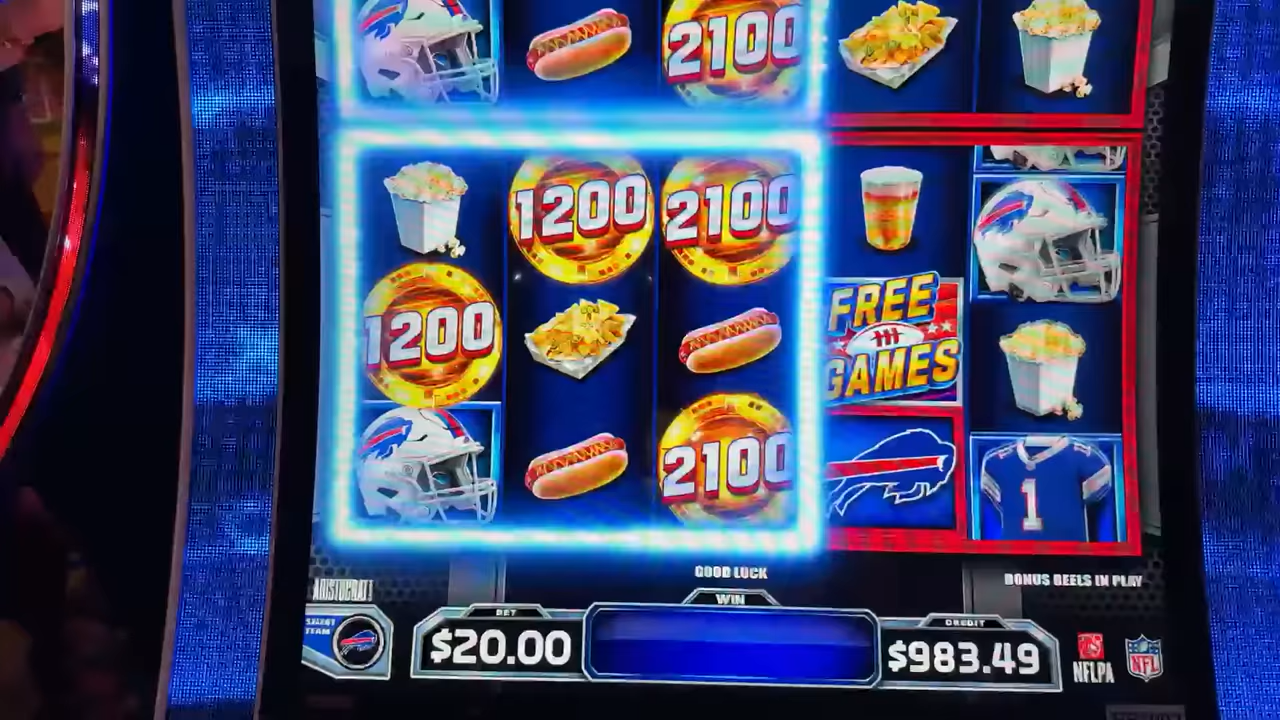 2100
1200
2100
1200
FREE
GAMES
2100
1
GOOD LUCK
BONUS REELS IN PLAY
ARISTOCRAT
SELECT
TEAM
BET
$20.00
WIN
CREDIT
$983.49
NFLPA
NFL